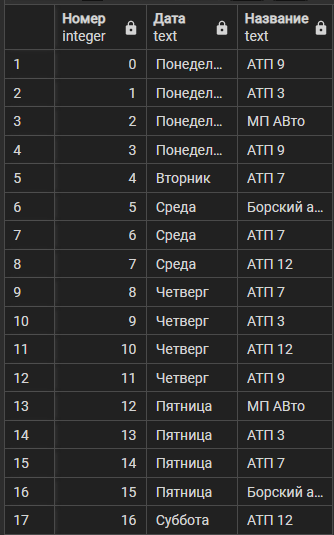 Номер Дата Название
integer text text
1 0 Понедел... АТП 9
2 1 Понедел... АТП 3
3 2 Понедел... МП АВто
4 3 Понедел... АТП 9
5 4 Вторник АТП 7
6 5 Среда Борский а...
7 6 Среда АТП 7
8 7 Среда АТП 12
9 8 Четверг АТП 7
10 9 Четверг АТП 3
11 10 Четверг АТП 12
12 11 Четверг АТП 9
13 12 Пятница МП АВто
14 13 Пятница АТП 3
15 14 Пятница АТП 7
16 15 Пятница Борский а...
17 16 Суббота АТП 12